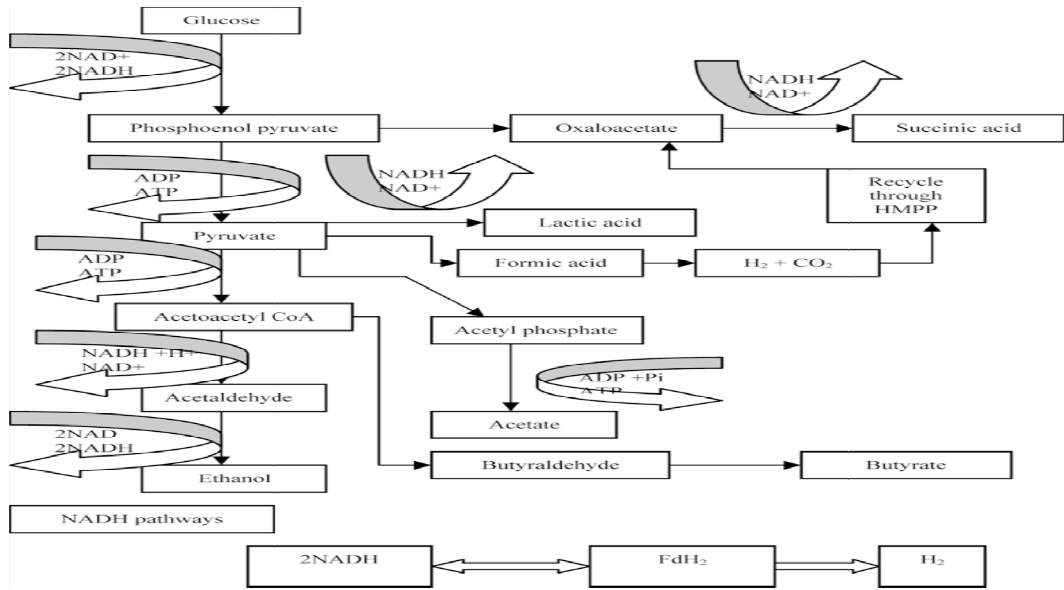 Glucose
2NAD+
2NADH
NADH
NAD+
Phosphoenol pyruvate
Oxaloacetate
Succinic acid
ADP
ATP
NADH
NAD+
Recycle
through
HMPP
Lactic acid
Pyruvate
Formic acid
H₂ + CO₂
ADP
ATP
Acetoacetyl CoA
Acetyl phosphate
NADH +H+
NAD+
ADP +Pi
ATP
Acetaldehyde
Acetate
2NAD
2NADH
Butyraldehyde
Butyrate
Ethanol
NADH pathways
2NADH
FdH₂
H₂